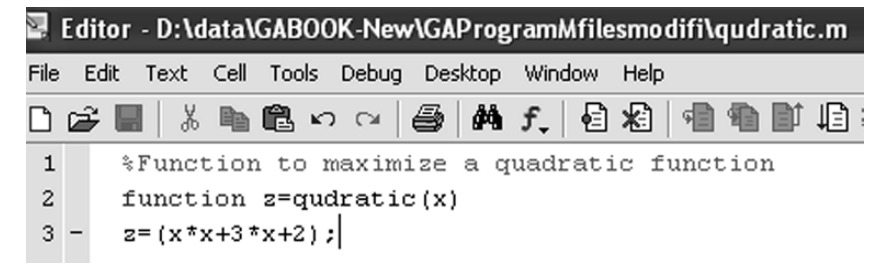 Editor - D:\data\GABOOK-New\GAProgramMfilesmodifi\qudratic.m
File Edit Text Cell Tools Debug Desktop Window Help
1 %Function to maximize a quadratic function
2 function z=qudratic(x)
3 - z=(x*x+3*x+2);